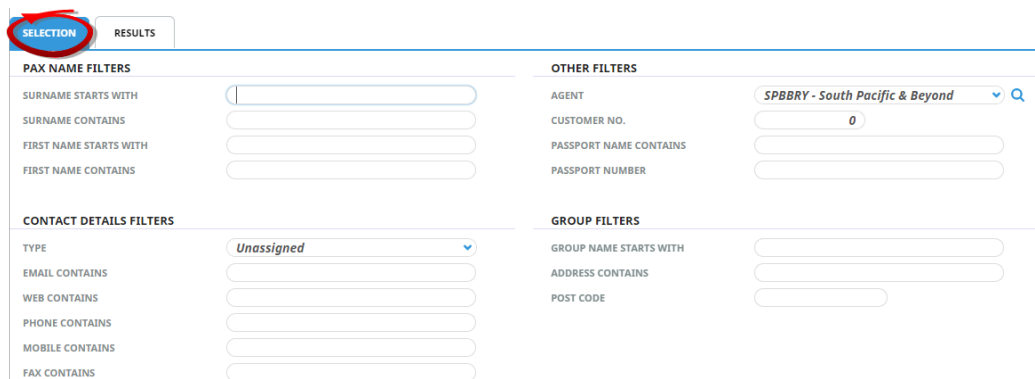 SELECTION
RESULTS
PAX NAME FILTERS
SURNAME STARTS WITH
SURNAME CONTAINS
FIRST NAME STARTS WITH
FIRST NAME CONTAINS
OTHER FILTERS
AGENT SPBBRY - South Pacific & Beyond
CUSTOMER NO. 0
PASSPORT NAME CONTAINS
PASSPORT NUMBER
CONTACT DETAILS FILTERS
TYPE Unassigned
EMAIL CONTAINS
WEB CONTAINS
PHONE CONTAINS
MOBILE CONTAINS
FAX CONTAINS
GROUP FILTERS
GROUP NAME STARTS WITH
ADDRESS CONTAINS
POST CODE